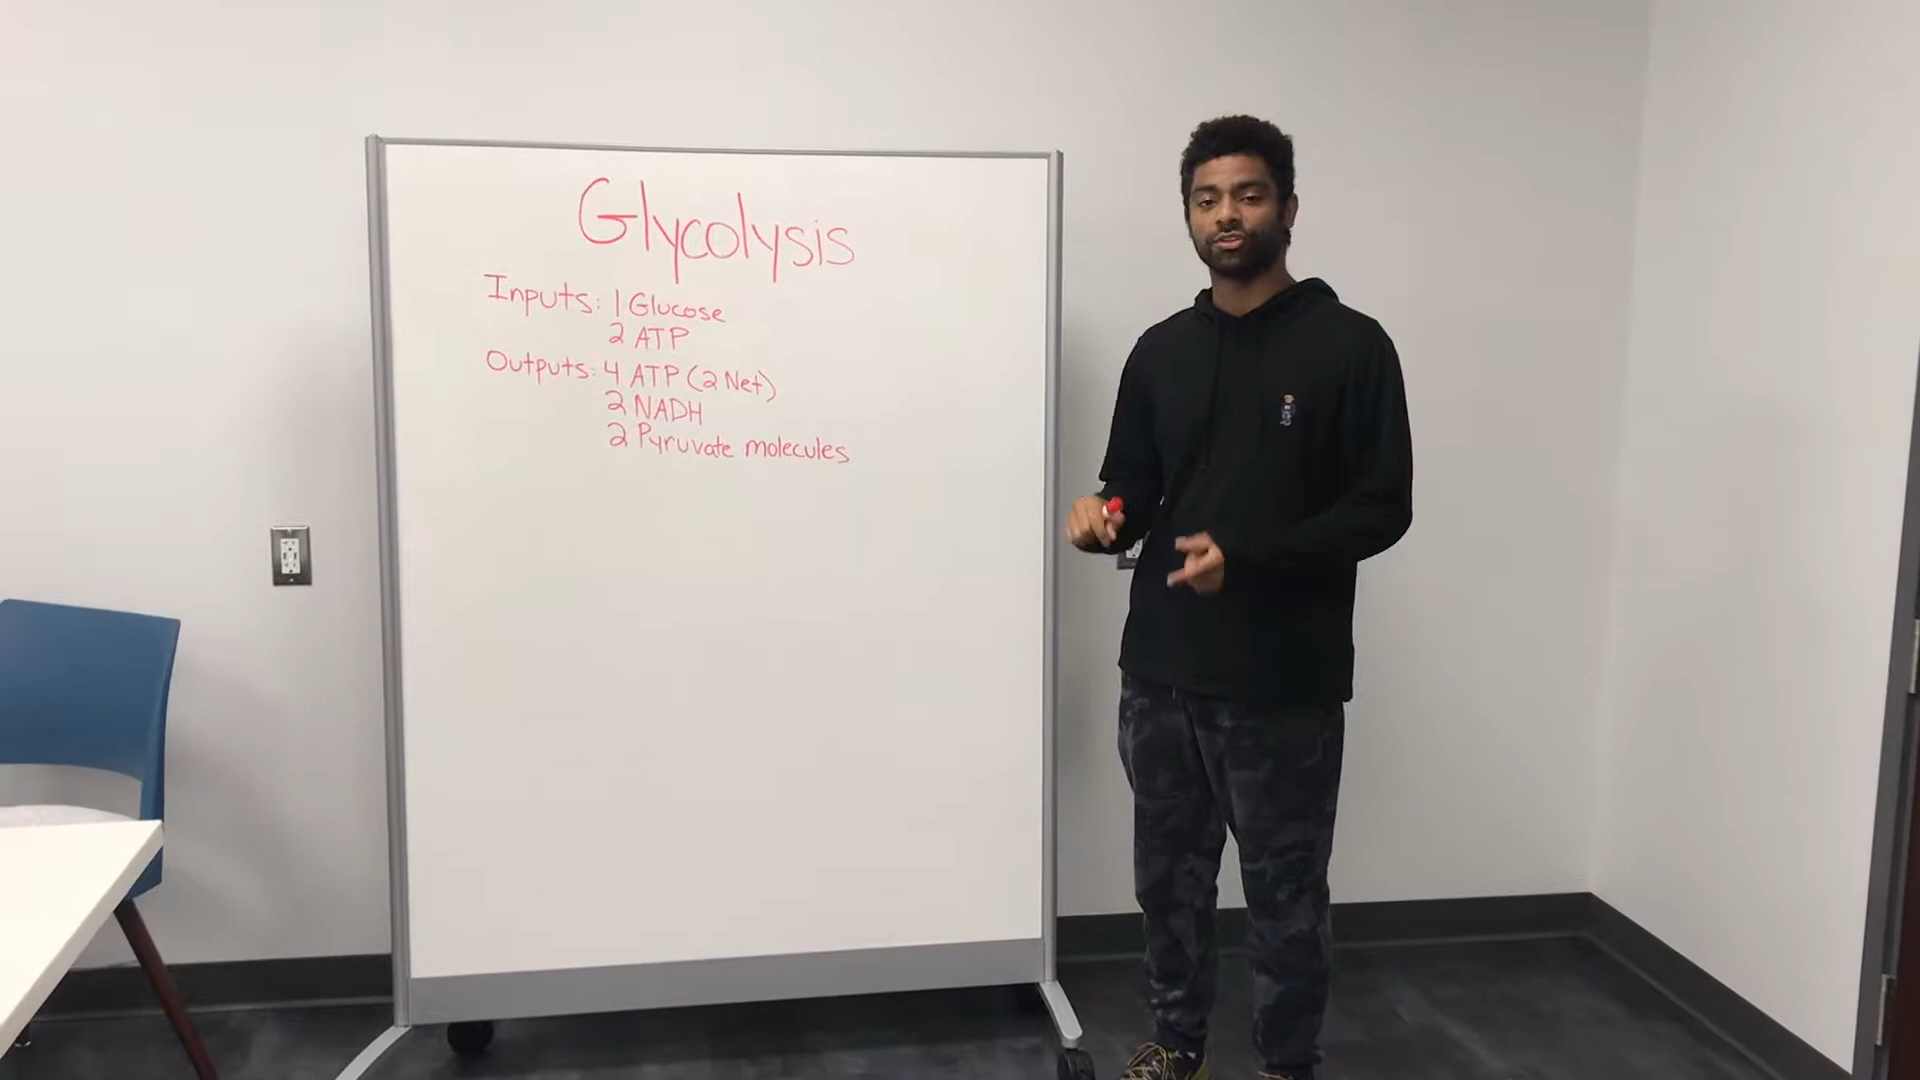 Glycolysis
Inputs: 1 Glucose
2 ATP
Outputs: 4 ATP (2 Net)
2 NADH
2 Pyruvate molecules